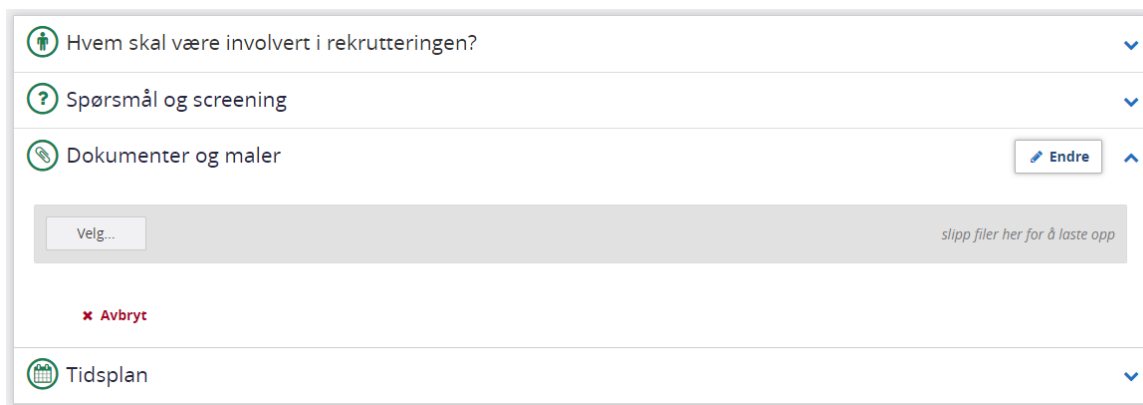 Hvem skal være involvert i rekrutteringen?
Spørsmål og screening
Dokumenter og maler
Endre
Velg...
slipp filer her for å laste opp
Avbryt
Tidsplan